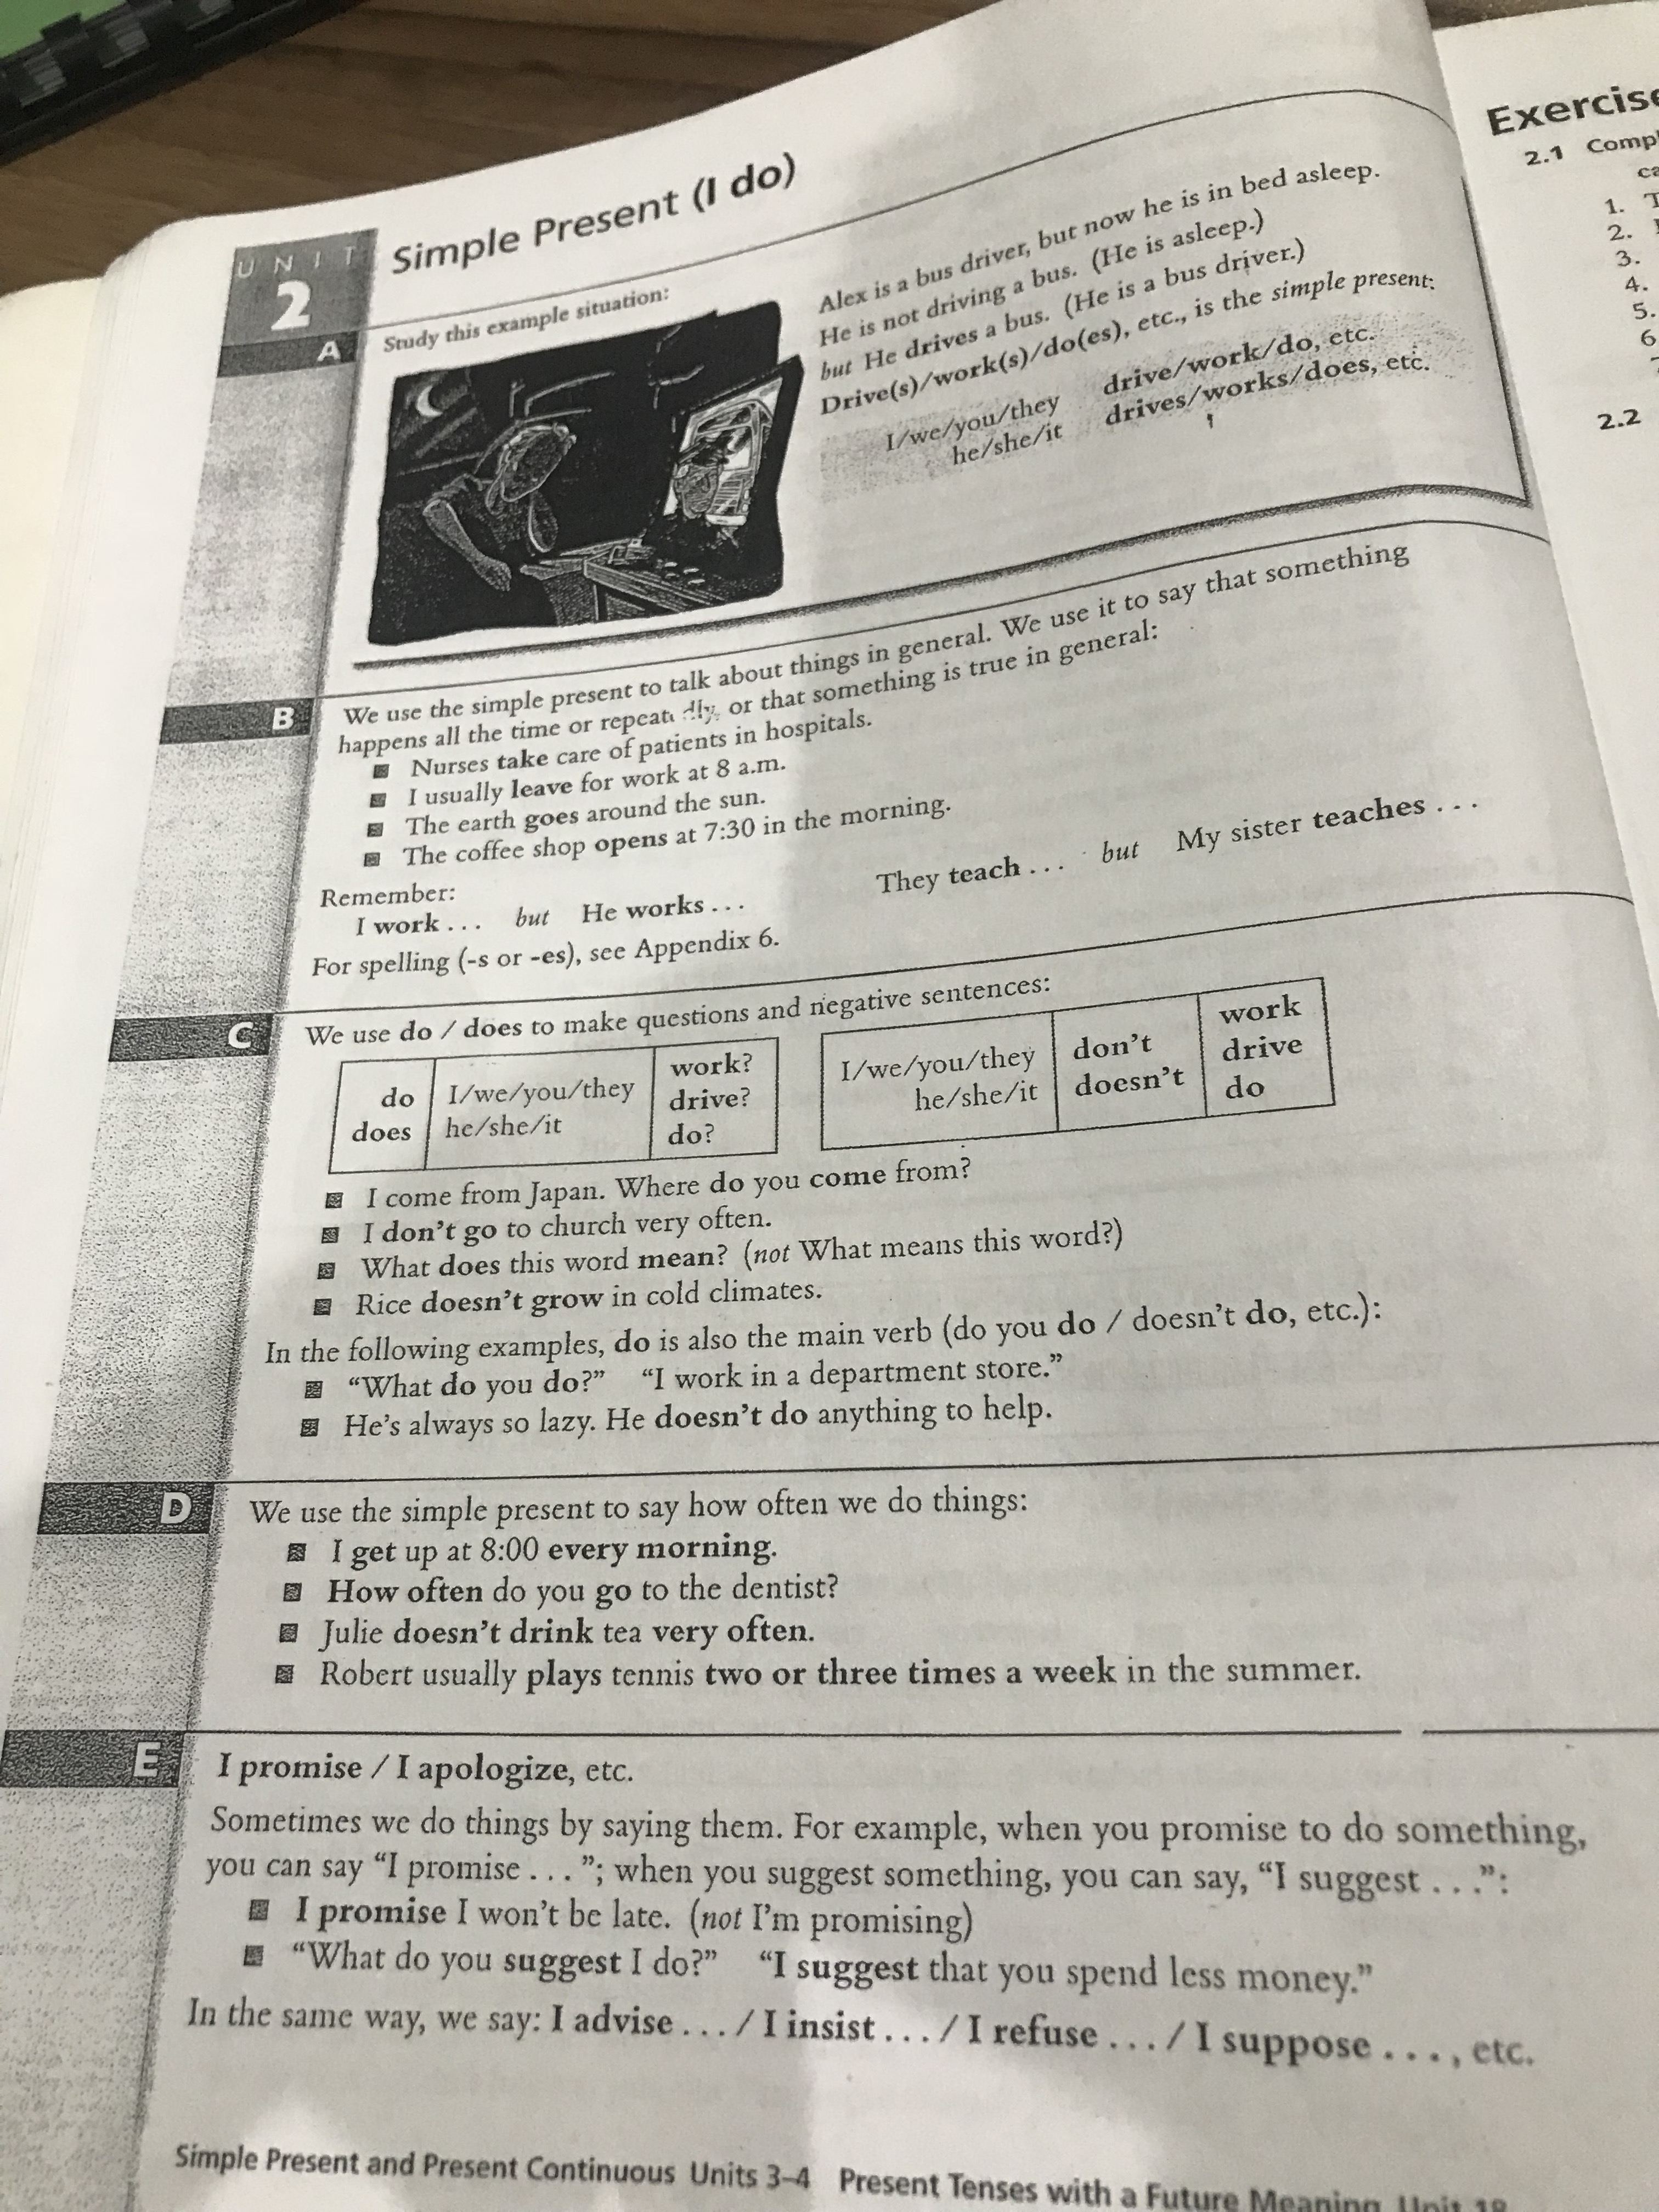 UNIT
2
Simple Present (I do)
A
Study this example situation:
Alex is a bus driver, but now he is in bed asleep.
He is not driving a bus. (He is asleep.)
but He drives a bus. (He is a bus driver.)
Drive(s)/work(s)/do(es), etc., is the simple present:
I/we/you/they drive/work/do, etc.
he/she/it drives/works/does, etc.
B
We use the simple present to talk about things in general. We use it to say that something
happens all the time or or that something is true in general:
■ Nurses take care of patients in hospitals.
■ I usually leave for work at 8 a.m.
■ The earth goes around the sun.
■ The coffee shop opens at 7:30 in the morning.
Remember:
I work . . . but He works . . . They teach . . . but My sister teaches . . .
For spelling (-s or -es), see Appendix 6.
C
We use do / does to make questions and negative sentences:
do
does
I/we/you/they
he/she/it
work?
drive?
do?
I/we/you/they
he/she/it
don't
doesn't
work
drive
do
■ I come from Japan. Where do you come from?
■ I don't go to church very often.
■ What does this word mean? (not What means this word?)
■ Rice doesn't grow in cold climates.
In the following examples, do is also the main verb (do you do / doesn't do, etc.):
■ “What do you do?” “I work in a department store.”
■ He's always so lazy. He doesn't do anything to help.
D
We use the simple present to say how often we do things:
■ I get up at 8:00 every morning.
■ How often do you go to the dentist?
■ Julie doesn't drink tea very often.
■ Robert usually plays tennis two or three times a week in the summer.
E
I promise / I apologize, etc.
Sometimes we do things by saying them. For example, when you promise to do something,
you can say “I promise . . . ”; when you suggest something, you can say, “I suggest . . .”:
■ I promise I won't be late. (not I'm promising)
■ “What do you suggest I do?” “I suggest that you spend less money.”
In the same way, we say: I advise . . . / I insist . . . / I refuse . . . / I suppose . . . , etc.
Simple Present and Present Continuous Units 3–4 Present Tenses with a Future Meaning Unit
2.1
1.
2.
3.
4.
5.
6
2.2